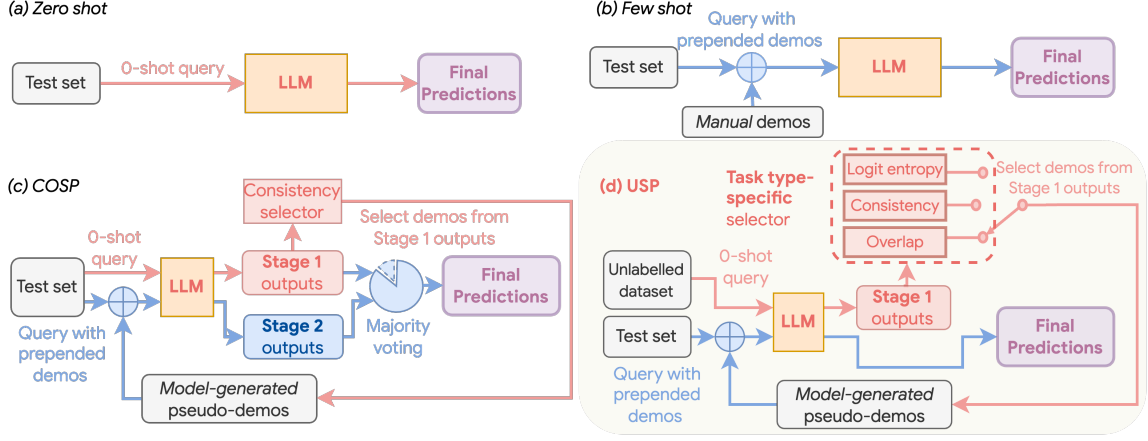 (a) Zero shot
Test set
0-shot query
LLM
Final
Predictions
(b) Few shot
Query with
prepended demos
Test set
LLM
Final
Predictions
Manual demos
(c) COSP
Consistency
selector
Select demos from
Stage 1 outputs
0-shot
query
Test set
LLM
Stage 1
outputs
Final
Predictions
Stage 2
outputs
Majority
voting
Query with
prepended
demos
Model-generated
pseudo-demos
(d) USP
Task type-
specific
selector
Logit entropy
Consistency
Overlap
Select demos from
Stage 1 outputs
Unlabelled
dataset
0-shot
query
Stage 1
outputs
Test set
LLM
Final
Predictions
Query with
prepended
demos
Model-generated
pseudo-demos